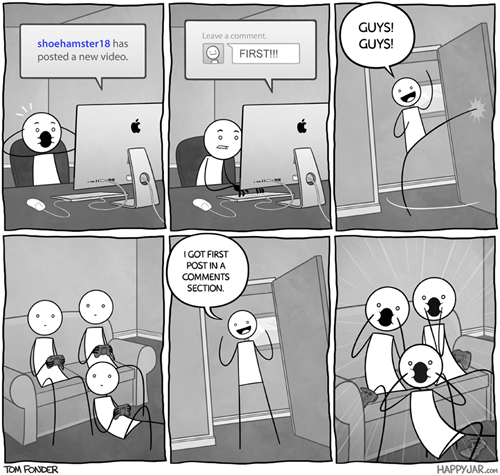 shoehamster18 has
posted a new video.
Leave a comment.
FIRST!!!
GUYS!
GUYS!
I GOT FIRST
POST IN A
COMMENTS
SECTION.
TOM FONDER
HAPPYJAR.COM